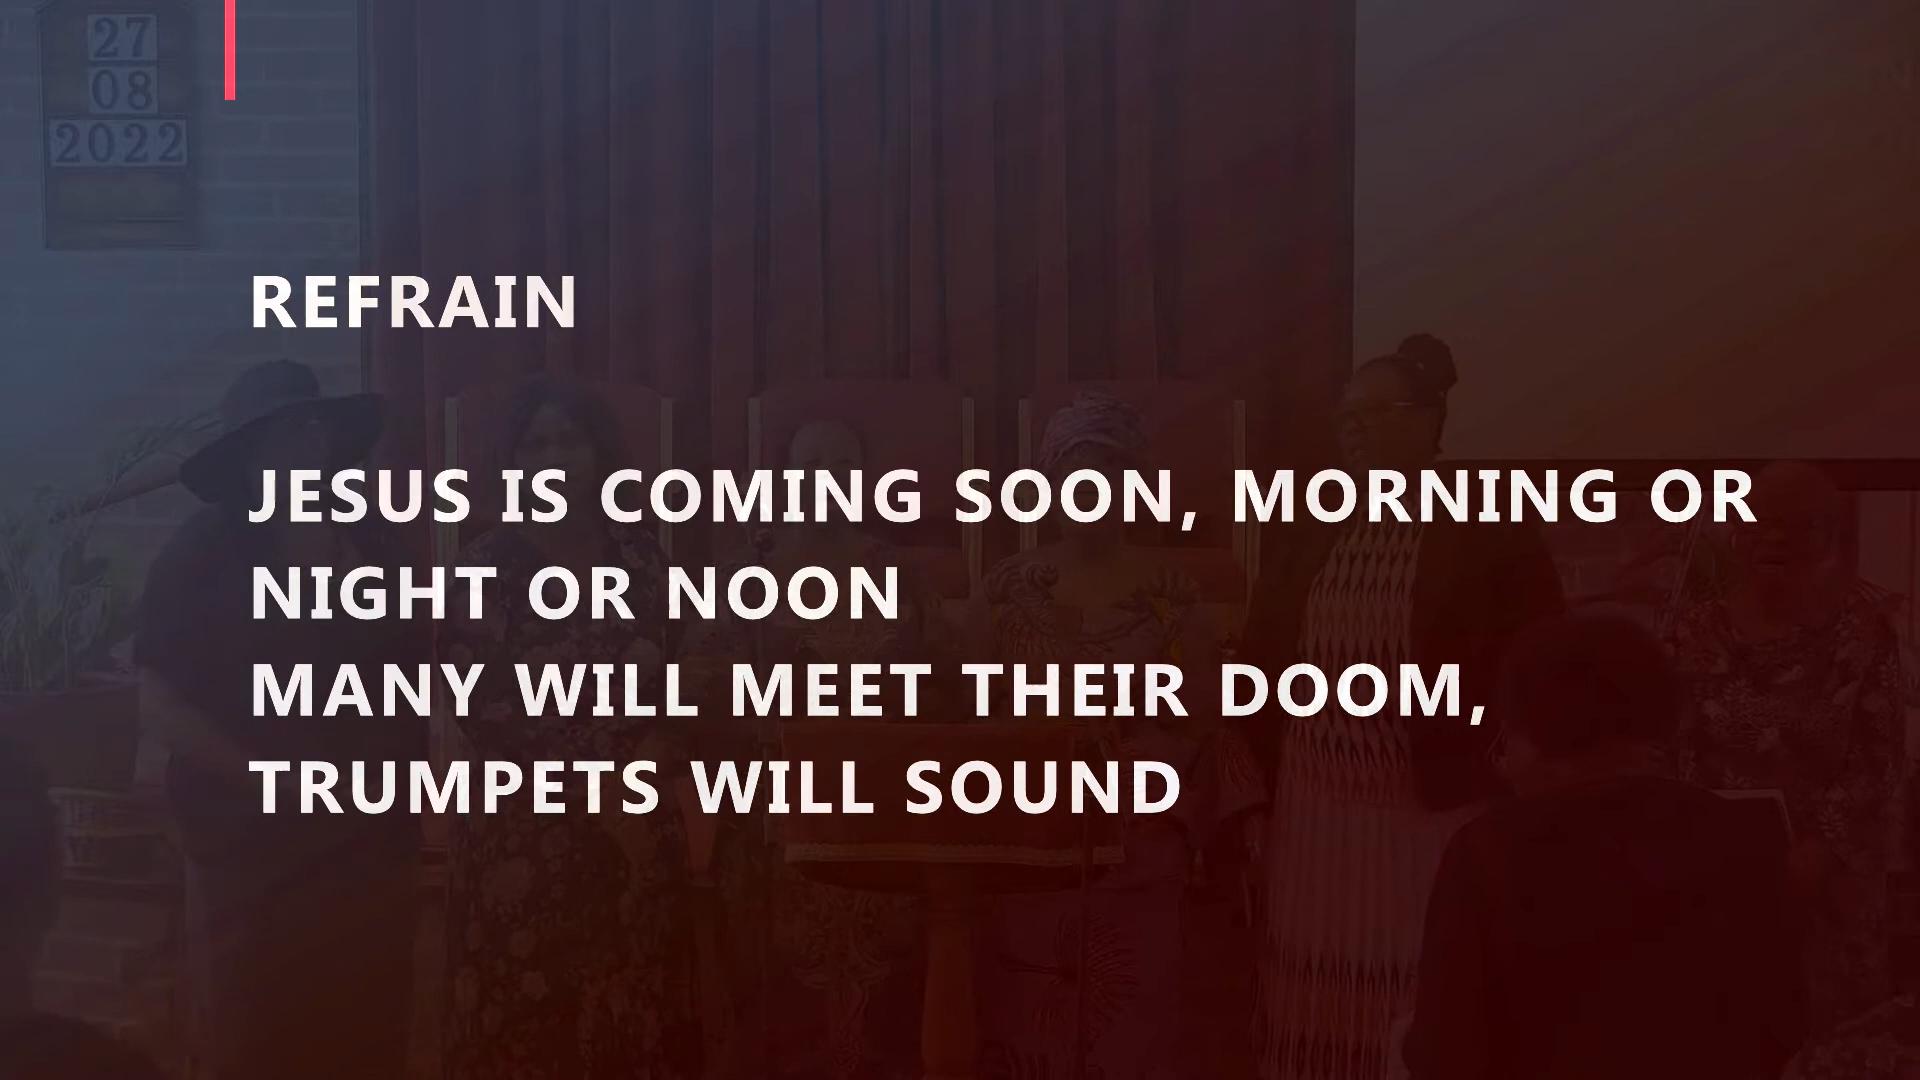 27
08
2022
REFRAIN
JESUS IS COMING SOON, MORNING OR
NIGHT OR NOON
MANY WILL MEET THEIR DOOM,
TRUMPETS WILL SOUND